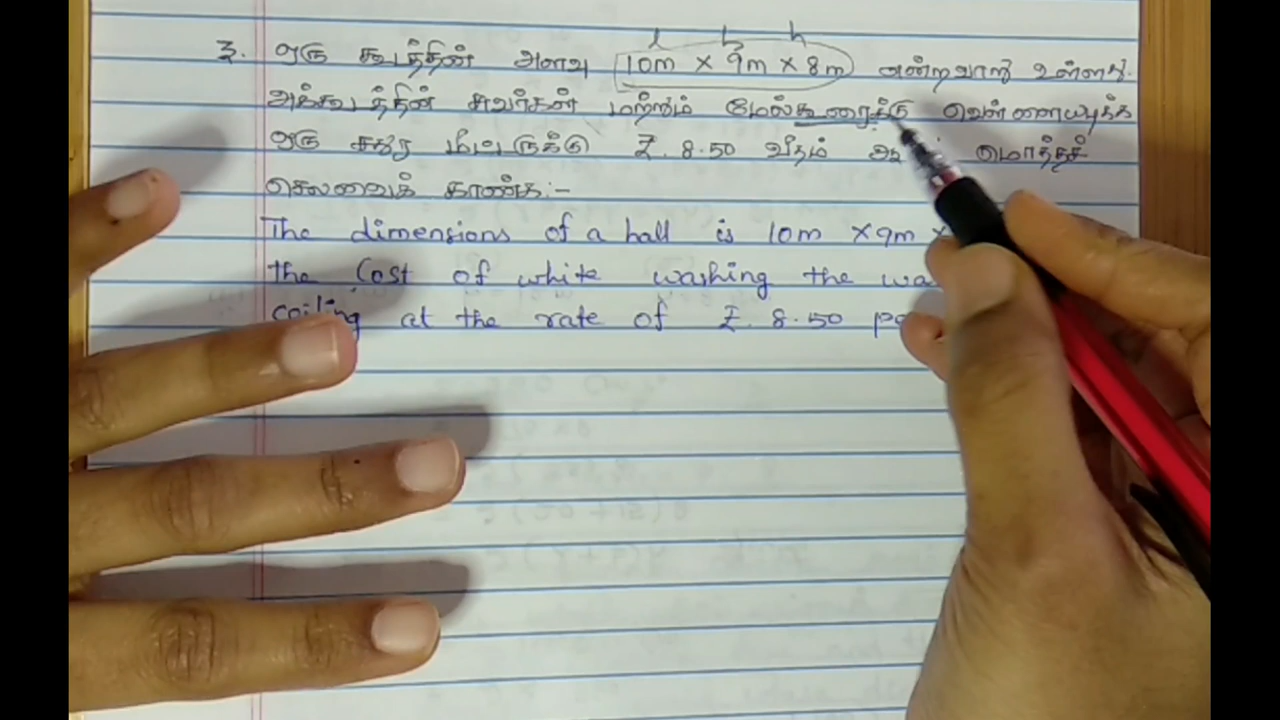 l b h
3. ஒரு கூடத்தின் அளவு 10m × 9m × 8m என்றவாறு உள்ளது.
அக்கூடத்தின் சுவர்கள் மற்றும் மேல்கூரைக்கு வெள்ளையடிக்க
ஒரு சதுர மீட்டருக்கு ₹. 8.50 வீதம் ஆகும் மொத்தச்
செலவைக் காண்க:-
The dimensions of a hall is 10m × 9m ×
the Cost of white washing the wa
ceiling at the rate of ₹. 8.50 pe